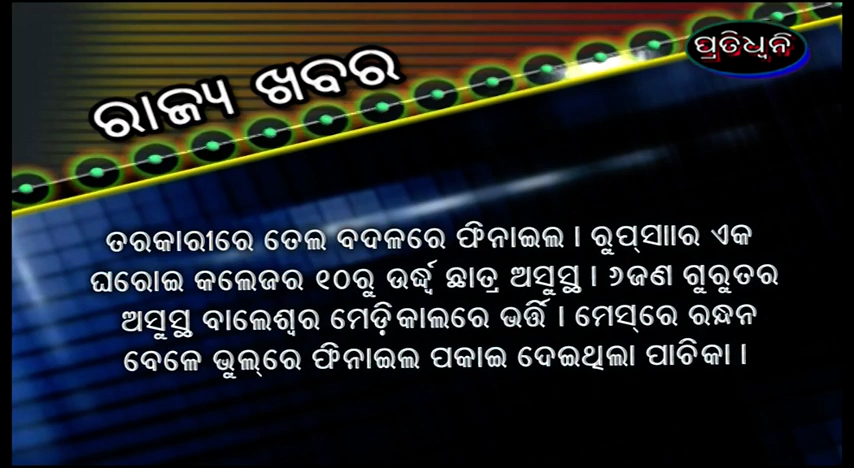 ପ୍ରତିଧ୍ୱନି
ରାଜ୍ୟ ଖବର
ତରକାରୀରେ ତେଲ ବଦଳରେ ଫିନାଇଲ । ରୁପ୍‌ସାାର ଏକ
ଘରୋଇ କଲେଜର ୧୦ରୁ ଉର୍ଦ୍ଧ୍ୱ ଛାତ୍ର ଅସୁସ୍ଥ । ୬ଜଣ ଗୁରୁତର
ଅସୁସ୍ଥ ବାଲେଶ୍ୱର ମେଡ଼ିକାଲରେ ଭର୍ତ୍ତି । ମେସ୍‌ରେ ରନ୍ଧନ
ବେଳେ ଭୁଲ୍‌ରେ ଫିନାଇଲ ପକାଇ ଦେଇଥିଲା ପାଚିକା ।